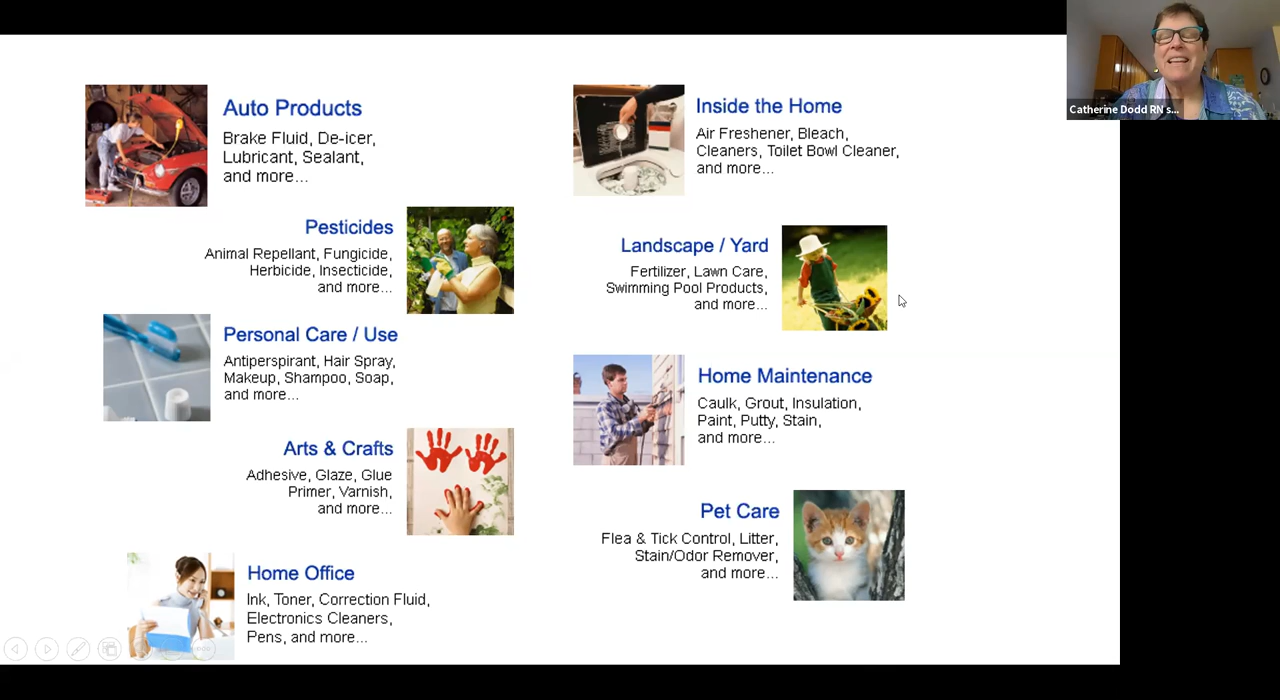 Auto Products
Brake Fluid, De-icer,
Lubricant, Sealant,
and more...
Pesticides
Animal Repellant, Fungicide,
Herbicide, Insecticide,
and more...
Personal Care / Use
Antiperspirant, Hair Spray,
Makeup, Shampoo, Soap,
and more...
Arts & Crafts
Adhesive, Glaze, Glue
Primer, Varnish,
and more...
Home Office
Ink, Toner, Correction Fluid,
Electronics Cleaners,
Pens, and more...
Inside the Home
Air Freshener, Bleach,
Cleaners, Toilet Bowl Cleaner,
and more...
Landscape / Yard
Fertilizer, Lawn Care,
Swimming Pool Products,
and more...
Home Maintenance
Caulk, Grout, Insulation,
Paint, Putty, Stain,
and more...
Pet Care
Flea & Tick Control, Litter,
Stain/Odor Remover,
and more...
Catherine Dodd RN s...